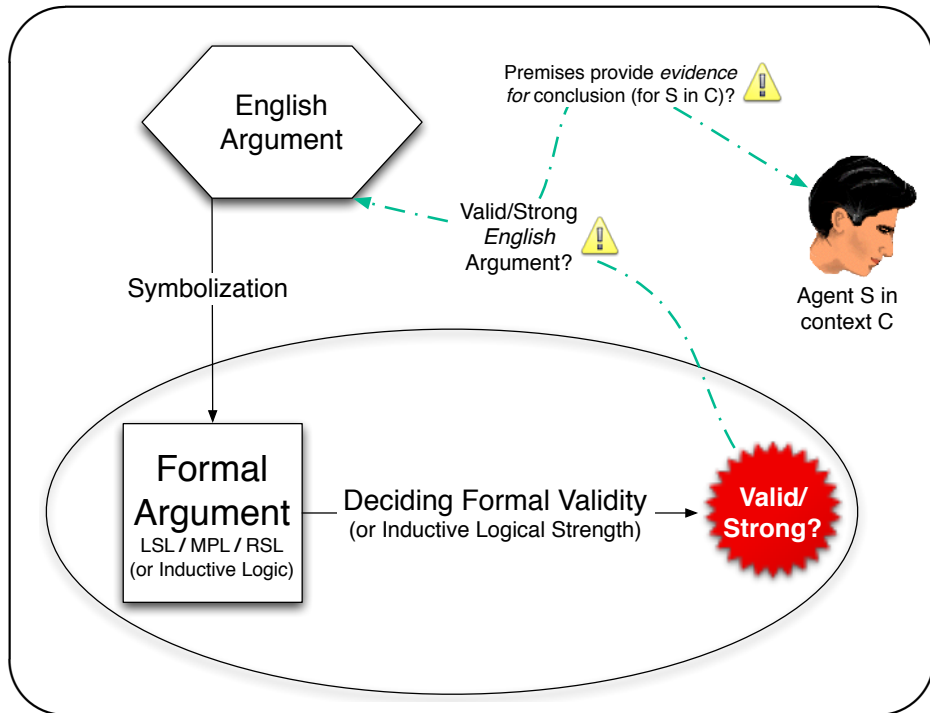 English
Argument
Premises provide evidence
for conclusion (for S in C)?
Valid/Strong
English
Argument?
Agent S in
context C
Symbolization
Formal
Argument
LSL / MPL / RSL
(or Inductive Logic)
Deciding Formal Validity
(or Inductive Logical Strength)
Valid/
Strong?